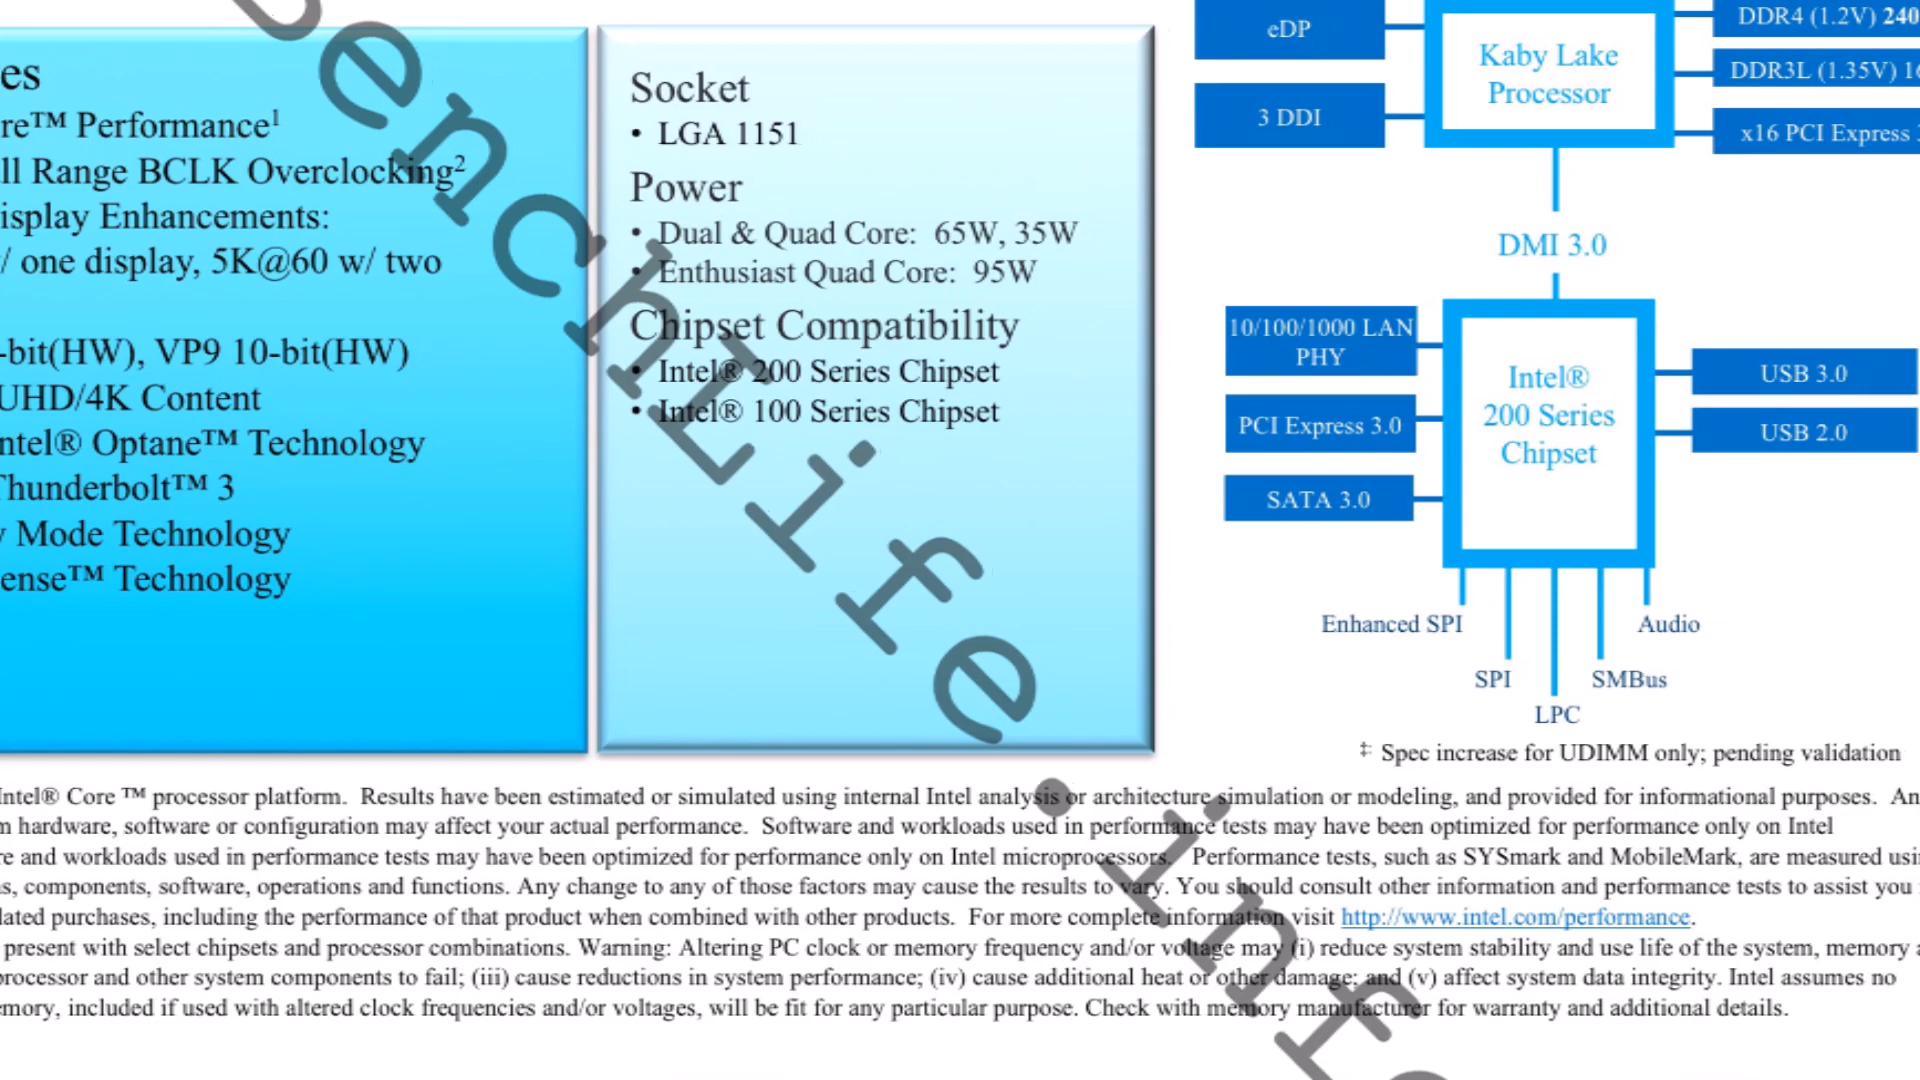 es
re™ Performance¹
ll Range BCLK Overclocking²
isplay Enhancements:
/ one display, 5K@60 w/ two
-bit(HW), VP9 10-bit(HW)
UHD/4K Content
ntel® Optane™ Technology
Thunderbolt™ 3
y Mode Technology
ense™ Technology
Socket
• LGA 1151
Power
• Dual & Quad Core: 65W, 35W
• Enthusiast Quad Core: 95W
Chipset Compatibility
• Intel® 200 Series Chipset
• Intel® 100 Series Chipset
eDP
3 DDI
Kaby Lake
Processor
DDR4 (1.2V) 240
DDR3L (1.35V) 1
x16 PCI Express
DMI 3.0
10/100/1000 LAN
PHY
PCI Express 3.0
SATA 3.0
Intel®
200 Series
Chipset
USB 3.0
USB 2.0
Enhanced SPI
Audio
SPI
SMBus
LPC
‡ Spec increase for UDIMM only; pending validation
Intel® Core ™ processor platform. Results have been estimated or simulated using internal Intel analysis or architecture simulation or modeling, and provided for informational purposes. An
m hardware, software or configuration may affect your actual performance. Software and workloads used in performance tests may have been optimized for performance only on Intel
re and workloads used in performance tests may have been optimized for performance only on Intel microprocessors. Performance tests, such as SYSmark and MobileMark, are measured usi
s, components, software, operations and functions. Any change to any of those factors may cause the results to vary. You should consult other information and performance tests to assist you
lated purchases, including the performance of that product when combined with other products. For more complete information visit http://www.intel.com/performance.
present with select chipsets and processor combinations. Warning: Altering PC clock or memory frequency and/or voltage may (i) reduce system stability and use life of the system, memory a
processor and other system components to fail; (iii) cause reductions in system performance; (iv) cause additional heat or other damage; and (v) affect system data integrity. Intel assumes no
emory, included if used with altered clock frequencies and/or voltages, will be fit for any particular purpose. Check with memory manufacturer for warranty and additional details.
BenchLife.inf